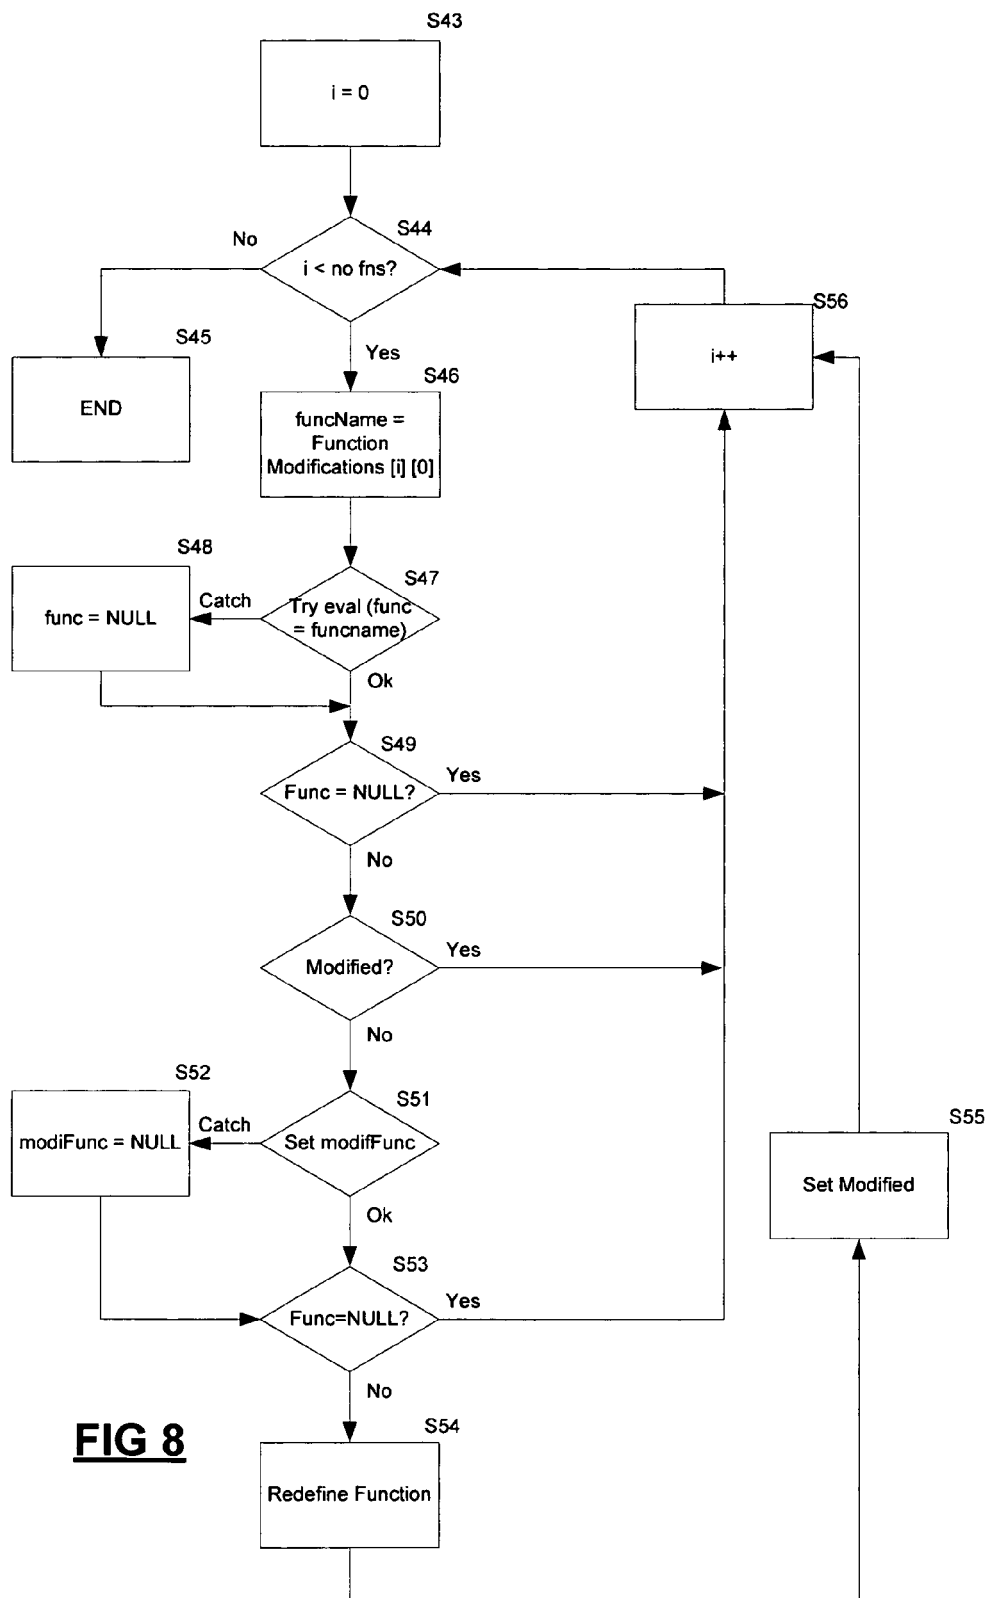 S43
i = 0
S44
No
i < no fns?
S56
i++
S45
END
Yes
S46
funcName =
Function
Modifications [i] [0]
S48
func = NULL
Catch
S47
Try eval (func
= funcname)
Ok
S49
Func = NULL?
Yes
No
S50
Modified?
Yes
No
S52
modiFunc = NULL
Catch
S51
Set modifFunc
Ok
S55
Set Modified
S53
Func=NULL?
Yes
No
FIG 8
S54
Redefine Function